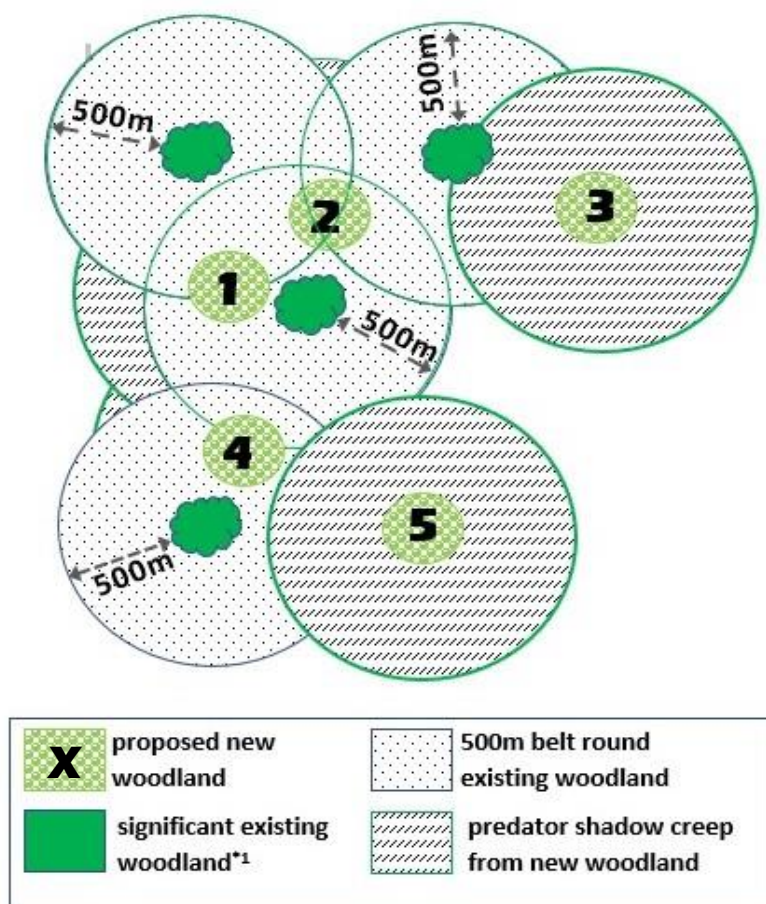 500m
500m
2
3
1
500m
4
5
500m
X
proposed new
woodland
500m belt round
existing woodland
significant existing
woodland*1
predator shadow creep
from new woodland